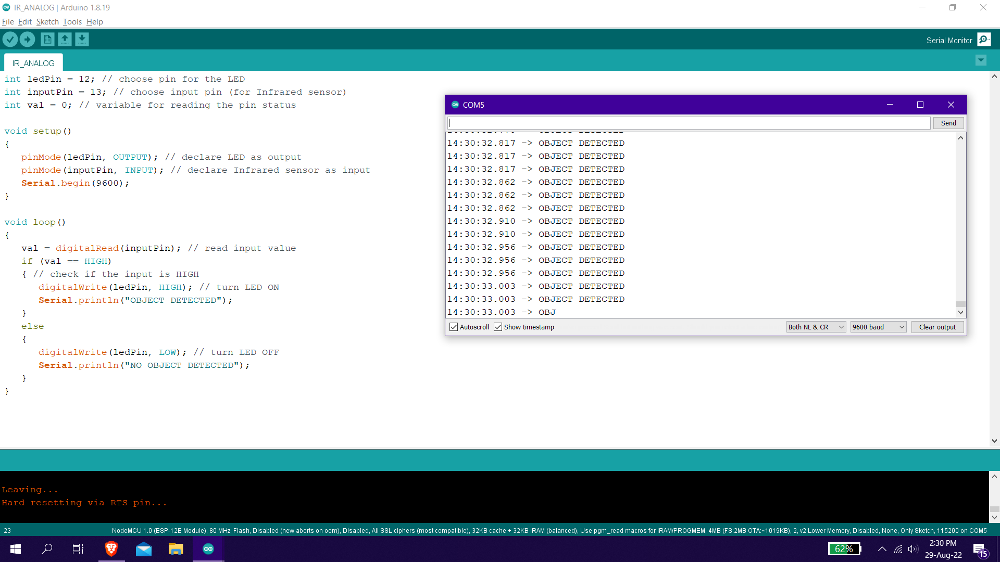 IR_ANALOG | Arduino 1.8.19
File Edit Sketch Tools Help
Serial Monitor
IR_ANALOG
int ledPin = 12; // choose pin for the LED
int inputPin = 13; // choose input pin (for Infrared sensor)
int val = 0; // variable for reading the pin status
void setup()
{
pinMode(ledPin, OUTPUT); // declare LED as output
pinMode(inputPin, INPUT); // declare Infrared sensor as input
Serial.begin(9600);
}
void loop()
{
val = digitalRead(inputPin); // read input value
if (val == HIGH)
{ // check if the input is HIGH
digitalWrite(ledPin, HIGH); // turn LED ON
Serial.println("OBJECT DETECTED");
}
else
{
digitalWrite(ledPin, LOW); // turn LED OFF
Serial.println("NO OBJECT DETECTED");
}
}
COM5
Send
14:30:32.817 -> OBJECT DETECTED
14:30:32.817 -> OBJECT DETECTED
14:30:32.817 -> OBJECT DETECTED
14:30:32.862 -> OBJECT DETECTED
14:30:32.862 -> OBJECT DETECTED
14:30:32.862 -> OBJECT DETECTED
14:30:32.910 -> OBJECT DETECTED
14:30:32.910 -> OBJECT DETECTED
14:30:32.956 -> OBJECT DETECTED
14:30:32.956 -> OBJECT DETECTED
14:30:32.956 -> OBJECT DETECTED
14:30:33.003 -> OBJECT DETECTED
14:30:33.003 -> OBJECT DETECTED
14:30:33.003 -> OBJ
Autoscroll Show timestamp Both NL & CR 9600 baud Clear output
Leaving...
Hard resetting via RTS pin...
23 NodeMCU 1.0 (ESP-12E Module), 80 MHz, Flash, Disabled (new aborts on oom), Disabled, All SSL ciphers (most compatible), 32KB cache + 32KB IRAM (balanced), Use pgm_read macros for IRAM/PROGMEM, 4MB (FS:2MB OTA:~1019KB), 2, v2 Lower Memory, Disabled, None, Only Sketch, 115200 on COM5
62%
2:30 PM
29-Aug-22
15